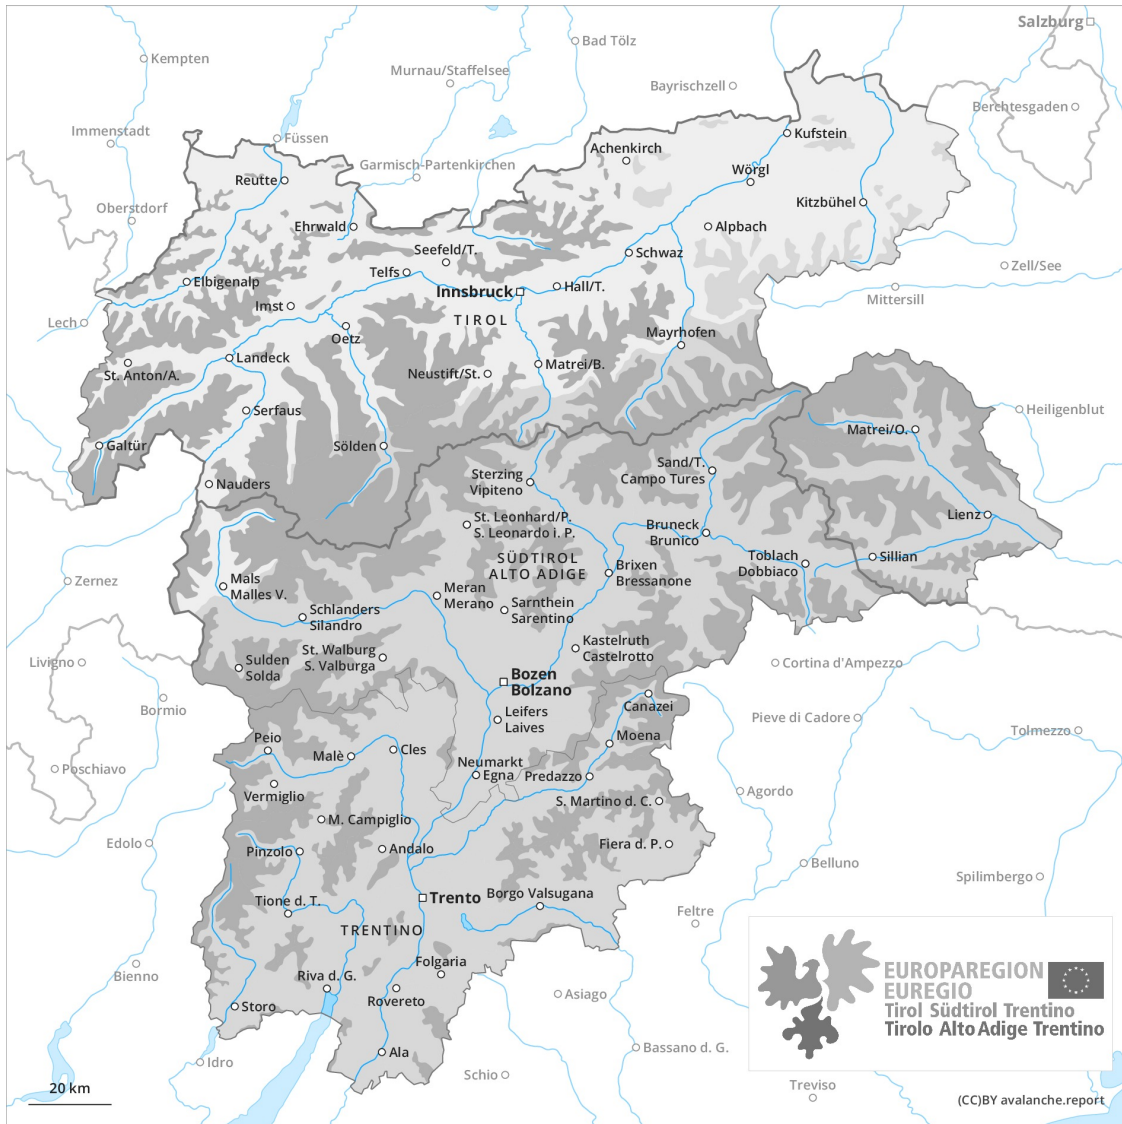 Salzburg
Bad Tölz
Kempten
Murnau/Staffelsee
Bayrischzell
Berchtesgaden
Immenstadt
Füssen
Kufstein
Achenkirch
Garmisch-Partenkirchen
Wörgl
Reutte
Kitzbühel
Oberstdorf
Ehrwald
Alpbach
Seefeld/T.
Schwaz
Zell/See
Telfs
Elbigenalp
Hall/T.
Innsbruck
Mittersill
Imst
TIROL
Lech
Oetz
Mayrhofen
Landeck
Matrei/B.
St. Anton/A.
Neustift/St.
Serfaus
Heiligenblut
Matrei/O.
Galtür
Sölden
Sand/T.
Campo Tures
Sterzing
Vipiteno
Nauders
Lienz
St. Leonhard/P.
S. Leonardo i. P.
Bruneck
Brunico
SÜDTIROL
ALTO ADIGE
Toblach
Dobbiaco
Sillian
Brixen
Bressanone
Zernez
Mals
Malles V.
Meran
Merano
Sarnthein
Sarentino
Schlanders
Silandro
Kastelruth
Castelrotto
St. Walburg
S. Valburga
Livigno
Sulden
Solda
Cortina d'Ampezzo
Bozen
Bolzano
Bormio
Canazei
Leifers
Laives
Pieve di Cadore
Tolmezzo
Peio
Moena
Cles
Malè
Neumarkt
Egna
Poschiavo
Predazzo
Vermiglio
Agordo
S. Martino d. C.
M. Campiglio
Edolo
Pinzolo
Andalo
Fiera d. P.
Belluno
Spilimbergo
Borgo Valsugana
Trento
Tione d. T.
Feltre
TRENTINO
Folgaria
Bienno
EUROPAREGION
EUREGIO
Tirol Südtirol Trentino
Tirolo Alto Adige Trentino
Riva d. G.
Rovereto
Asiago
Storo
Ala
Bassano d. G.
Idro
Schio
Treviso
20 km
(CC)BY avalanche.report